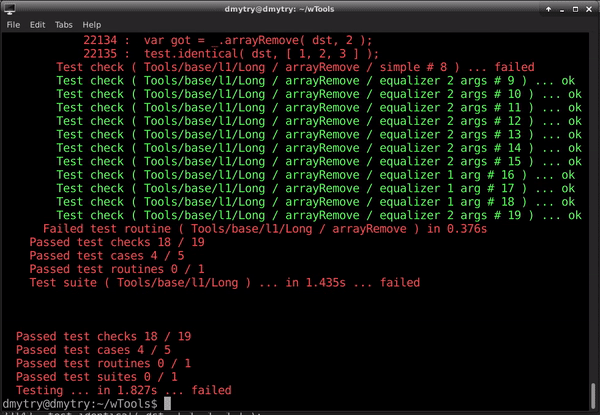 dmytry@dmytry: ~/wTools
File Edit Tabs Help
22134 : var got = _.arrayRemove( dst, 2 );
22135 : test.identical( dst, [ 1, 2, 3 ] );
Test check ( Tools/base/l1/Long / arrayRemove / simple # 8 ) ... failed
Test check ( Tools/base/l1/Long / arrayRemove / equalizer 2 args # 9 ) ... ok
Test check ( Tools/base/l1/Long / arrayRemove / equalizer 2 args # 10 ) ... ok
Test check ( Tools/base/l1/Long / arrayRemove / equalizer 2 args # 11 ) ... ok
Test check ( Tools/base/l1/Long / arrayRemove / equalizer 2 args # 12 ) ... ok
Test check ( Tools/base/l1/Long / arrayRemove / equalizer 2 args # 13 ) ... ok
Test check ( Tools/base/l1/Long / arrayRemove / equalizer 2 args # 14 ) ... ok
Test check ( Tools/base/l1/Long / arrayRemove / equalizer 2 args # 15 ) ... ok
Test check ( Tools/base/l1/Long / arrayRemove / equalizer 1 arg # 16 ) ... ok
Test check ( Tools/base/l1/Long / arrayRemove / equalizer 1 arg # 17 ) ... ok
Test check ( Tools/base/l1/Long / arrayRemove / equalizer 1 arg # 18 ) ... ok
Test check ( Tools/base/l1/Long / arrayRemove / equalizer 2 args # 19 ) ... ok
Failed test routine ( Tools/base/l1/Long / arrayRemove ) in 0.376s
Passed test checks 18 / 19
Passed test cases 4 / 5
Passed test routines 0 / 1
Test suite ( Tools/base/l1/Long ) ... in 1.435s ... failed
Passed test checks 18 / 19
Passed test cases 4 / 5
Passed test routines 0 / 1
Passed test suites 0 / 1
Testing ... in 1.827s ... failed
dmytry@dmytry:~/wTools$